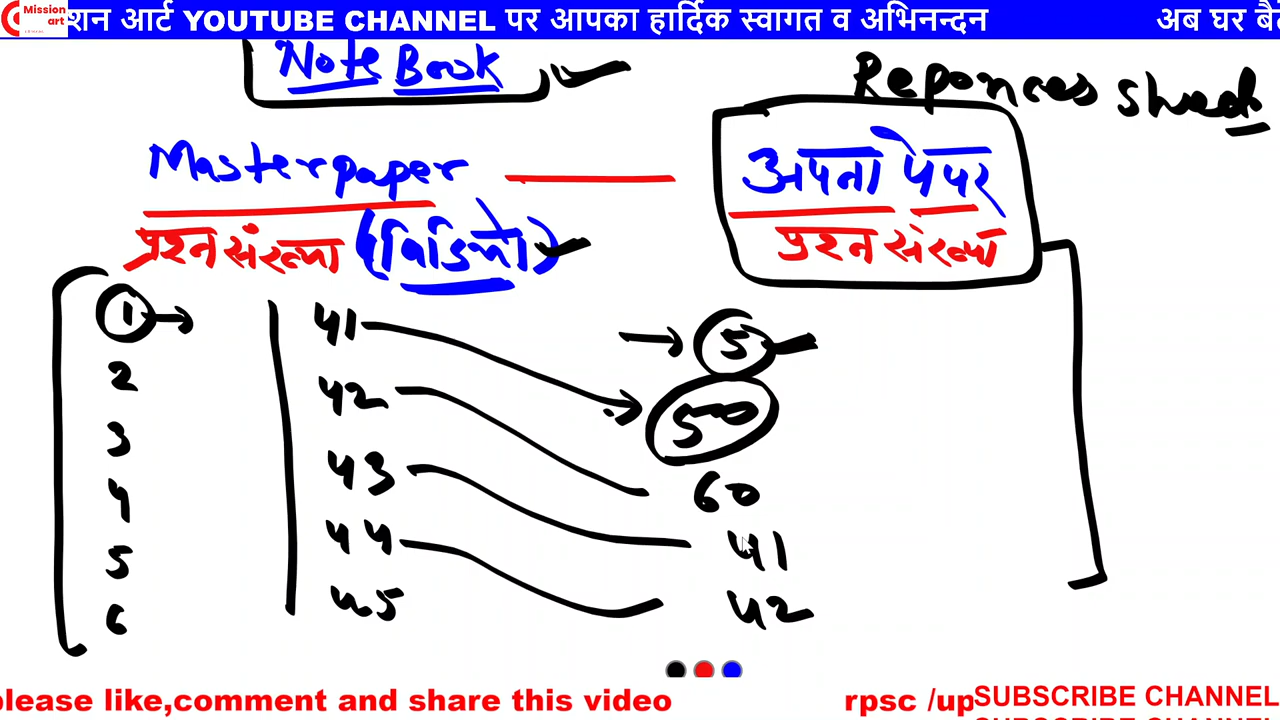 Mission
art
शन आर्ट YOUTUBE CHANNEL पर आपका हार्दिक स्वागत व अभिनन्दन
अब घर बै
Note Book
Reponces sheet
Masterpaper
अपना पेपर
प्रश्न संख्या (विडियो)
प्रश्न संख्या
1
2
3
4
5
6
41
42
43
44
45
5
50
60
41
42
please like,comment and share this video
rpsc /up
SUBSCRIBE CHANNEL